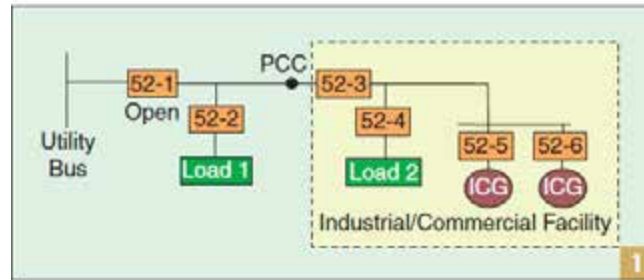 PCC
52-1
52-3
Open
52-2
52-4
52-5
52-6
Utility
Bus
Load 1
Load 2
ICG
ICG
Industrial/Commercial Facility
1